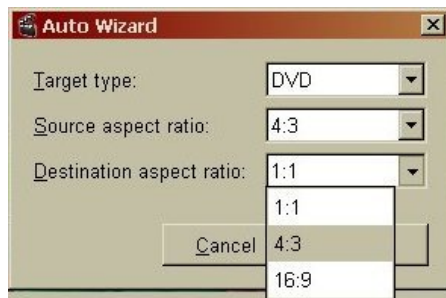 Auto Wizard
Target type: DVD
Source aspect ratio: 4:3
Destination aspect ratio: 1:1
1:1
4:3
Cancel
16:9